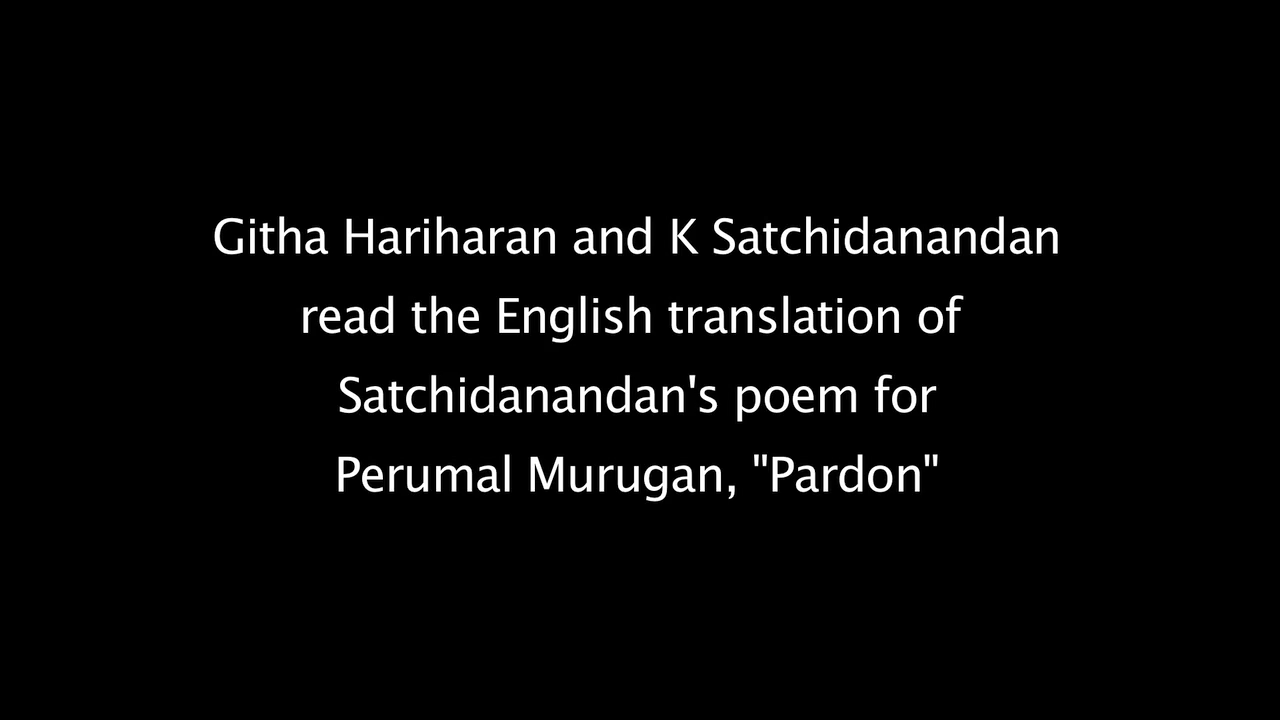 Githa Hariharan and K Satchidanandan
read the English translation of
Satchidanandan's poem for
Perumal Murugan, "Pardon"